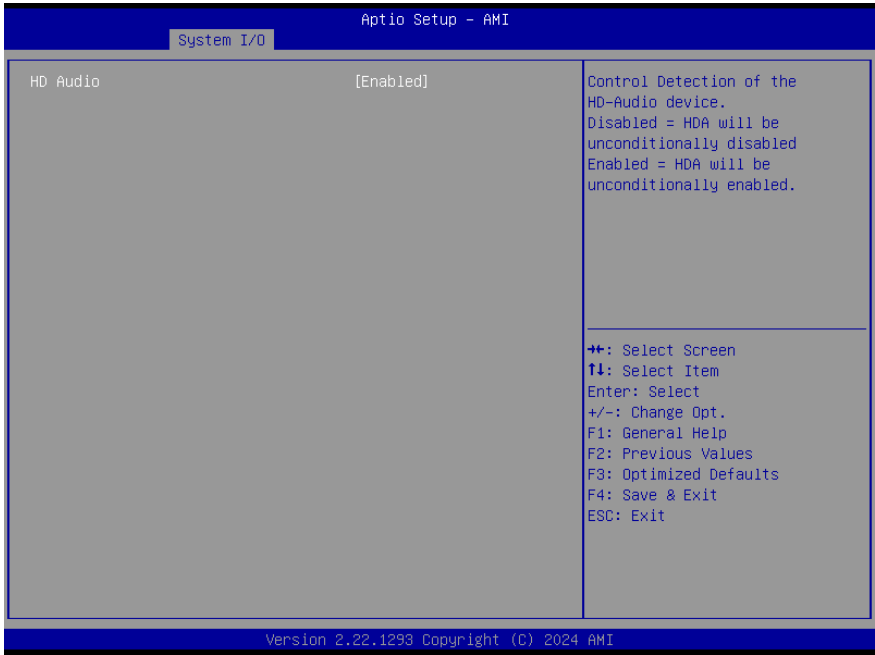 Aptio Setup – AMI
System I/O
HD Audio [Enabled]
Control Detection of the
HD-Audio device.
Disabled = HDA will be
unconditionally disabled
Enabled = HDA will be
unconditionally enabled.
→←: Select Screen
↑↓: Select Item
Enter: Select
+/-: Change Opt.
F1: General Help
F2: Previous Values
F3: Optimized Defaults
F4: Save & Exit
ESC: Exit
Version 2.22.1293 Copyright (C) 2024 AMI